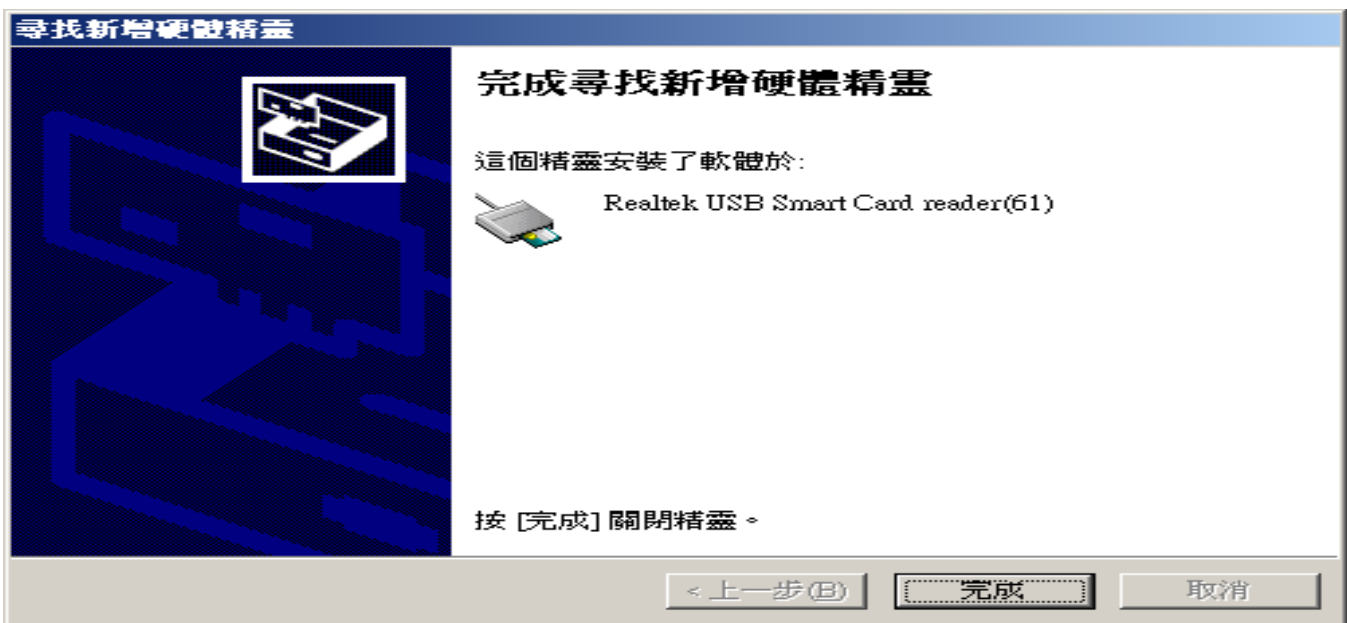 尋找新增硬體精靈
完成尋找新增硬體精靈
這個精靈安裝了軟體於:
Realtek USB Smart Card reader(61)
按 [完成] 關閉精靈。
< 上一步(B)
完成
取消